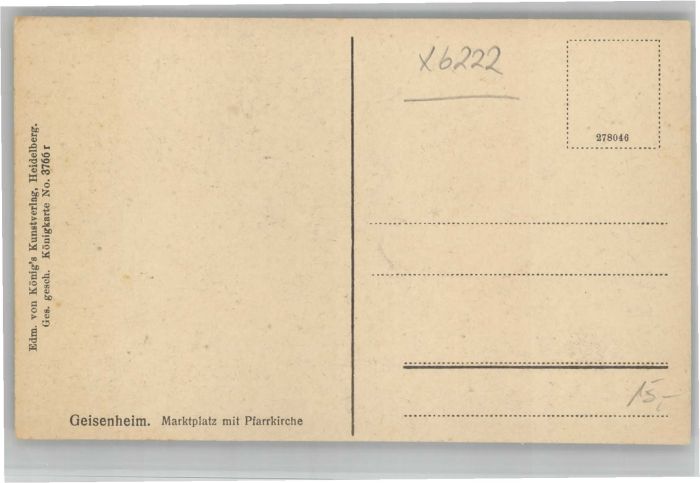 Edm. von König's Kunstverlag, Heidelberg.
Ges. gesch. Königkarte No. 3766 r
X6222
278046
15,-
Geisenheim. Marktplatz mit Pfarrkirche